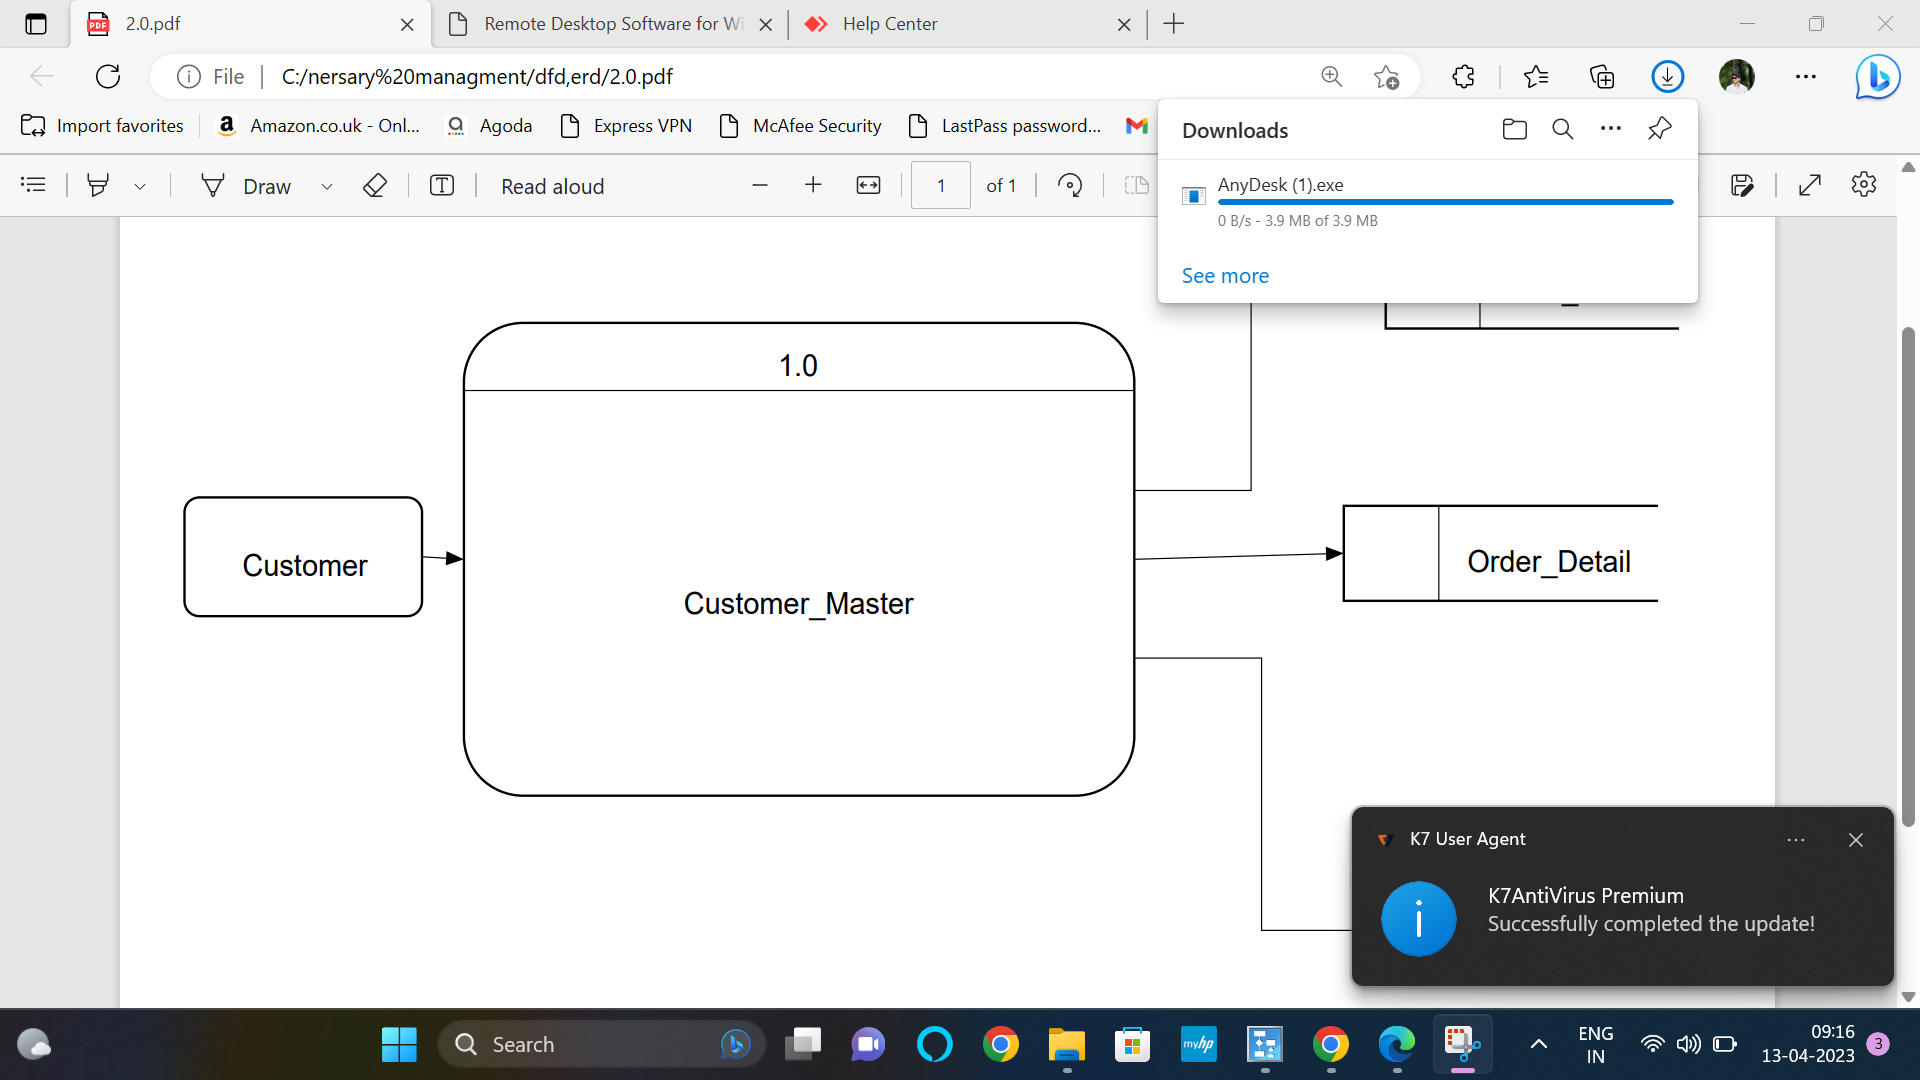 2.0.pdf
Remote Desktop Software for Wi
Help Center
File
C:/nersary%20managment/dfd,erd/2.0.pdf
Import favorites
Amazon.co.uk - Onl...
Agoda
Express VPN
McAfee Security
LastPass password...
Draw
Read aloud
1
of 1
Downloads
AnyDesk (1).exe
0 B/s - 3.9 MB of 3.9 MB
See more
1.0
Customer
Customer_Master
Order_Detail
K7 User Agent
K7AntiVirus Premium
Successfully completed the update!
Search
myhp
ENG
IN
09:16
13-04-2023
3